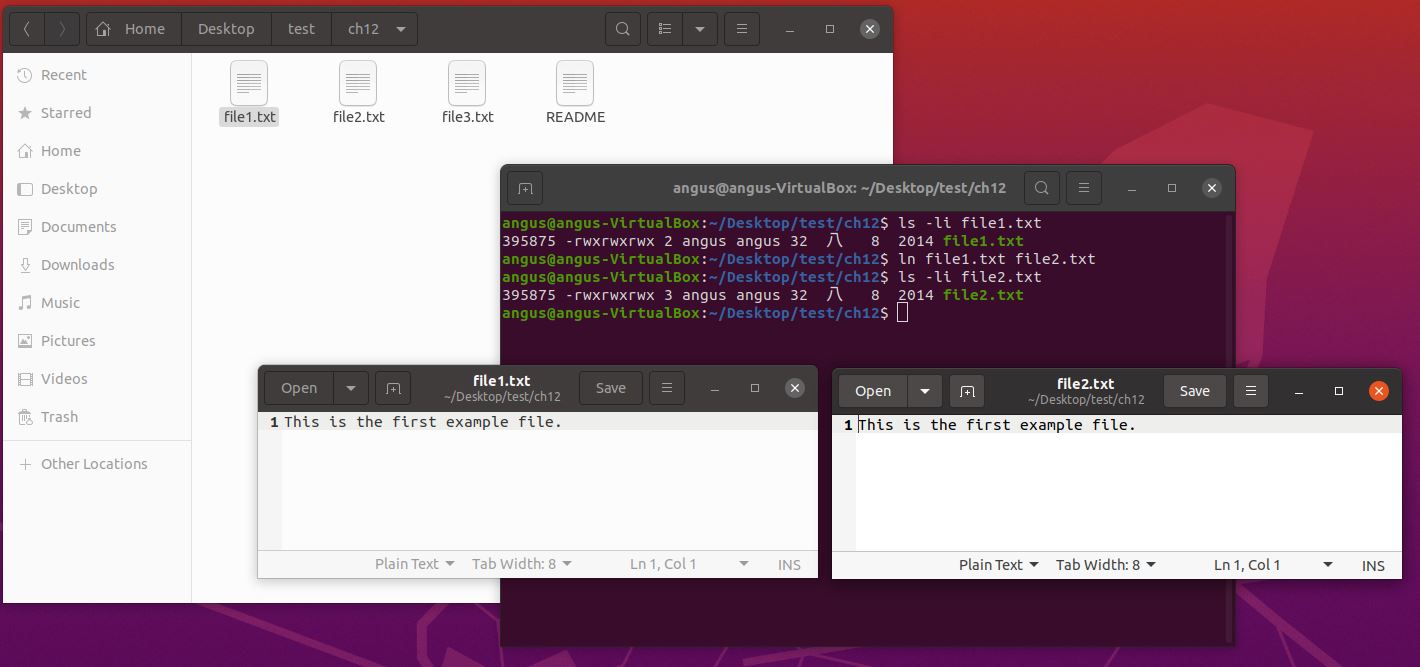 Home Desktop test ch12
Recent
Starred
Home
Desktop
Documents
Downloads
Music
Pictures
Videos
Trash
Other Locations
file1.txt file2.txt file3.txt README
angus@angus-VirtualBox: ~/Desktop/test/ch12
angus@angus-VirtualBox:~/Desktop/test/ch12$ ls -li file1.txt
395875 -rwxrwxrwx 2 angus angus 32 八 8 2014 file1.txt
angus@angus-VirtualBox:~/Desktop/test/ch12$ ln file1.txt file2.txt
angus@angus-VirtualBox:~/Desktop/test/ch12$ ls -li file2.txt
395875 -rwxrwxrwx 3 angus angus 32 八 8 2014 file2.txt
angus@angus-VirtualBox:~/Desktop/test/ch12$
Open file1.txt Save
~/Desktop/test/ch12
1 This is the first example file.
Plain Text Tab Width: 8 Ln 1, Col 1 INS
Open file2.txt Save
~/Desktop/test/ch12
1 This is the first example file.
Plain Text Tab Width: 8 Ln 1, Col 1 INS